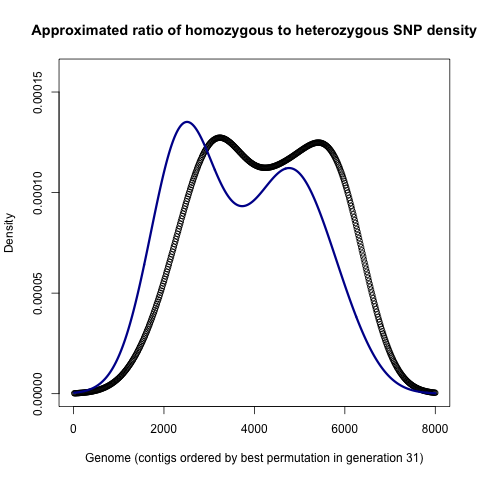 Approximated ratio of homozygous to heterozygous SNP density
0.00015
0.00010
0.00005
0.00000
Density
0 2000 4000 6000 8000
Genome (contigs ordered by best permutation in generation 31)